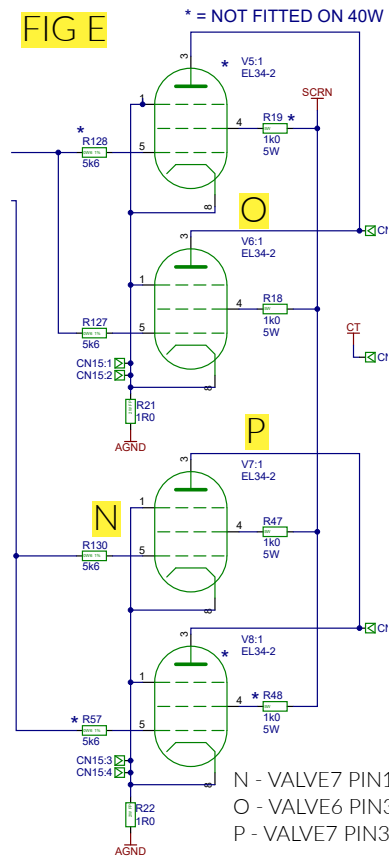 FIG E
* = NOT FITTED ON 40W
V5:1
EL34-2
*
3
1
4
5
8
R19 *
1k0
5W
SCRN
*
R128
5k6
O
V6:1
EL34-2
3
1
4
5
8
R18
1k0
5W
CN
R127
5k6
CT
CN
CN15:1
CN15:2
R21
1R0
AGND
P
V7:1
EL34-2
3
N
1
4
5
8
R47
1k0
5W
R130
5k6
CN
V8:1
EL34-2
*
3
1
4
5
8
* R48
1k0
5W
* R57
5k6
CN15:3
CN15:4
R22
1R0
AGND
N - VALVE7 PIN1
O - VALVE6 PIN3
P - VALVE7 PIN3